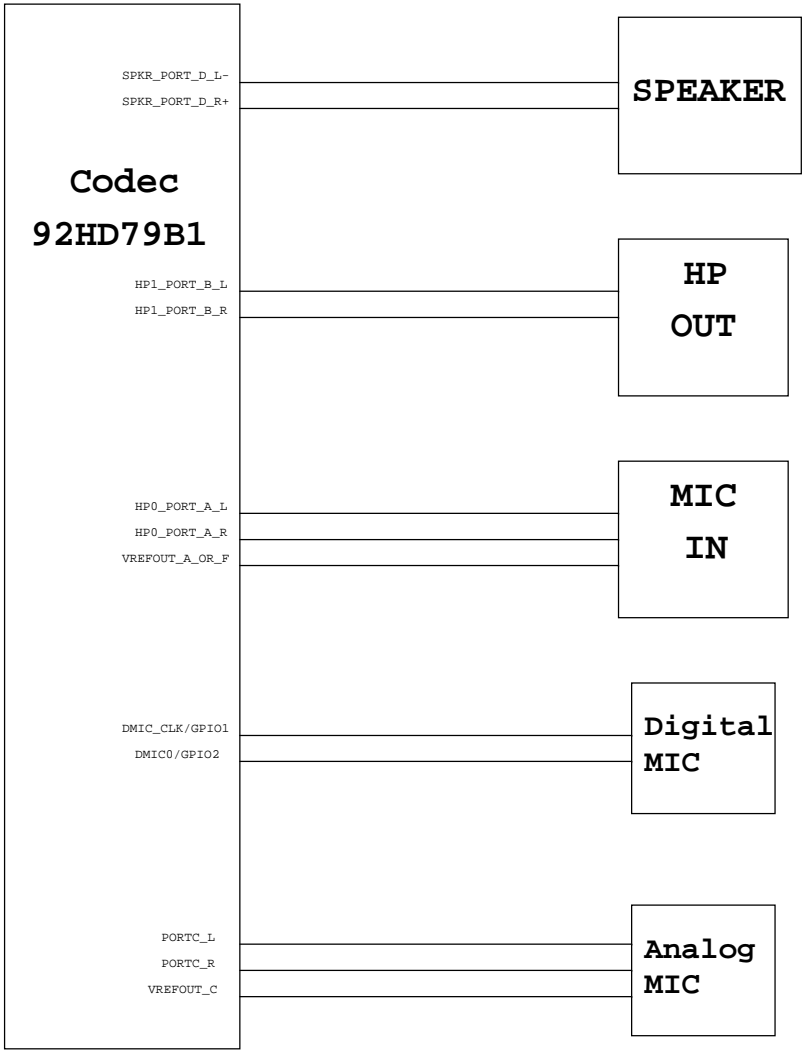 SPKR_PORT_D_L-
SPKR_PORT_D_R+
SPEAKER
Codec
92HD79B1
HP1_PORT_B_L
HP1_PORT_B_R
HP
OUT
HP0_PORT_A_L
HP0_PORT_A_R
VREFOUT_A_OR_F
MIC
IN
DMIC_CLK/GPIO1
DMIC0/GPIO2
Digital
MIC
PORTC_L
PORTC_R
VREFOUT_C
Analog
MIC